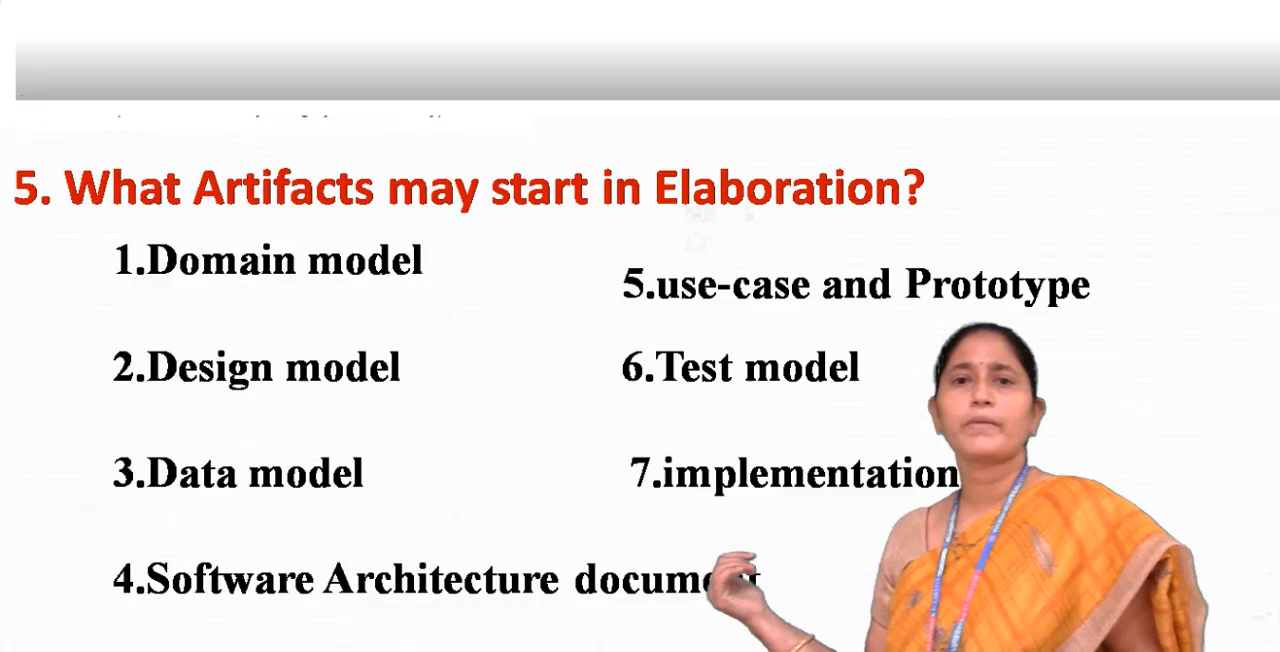 5. What Artifacts may start in Elaboration?
1.Domain model
2.Design model
3.Data model
4.Software Architecture document
5.use-case and Prototype
6.Test model
7.implementation